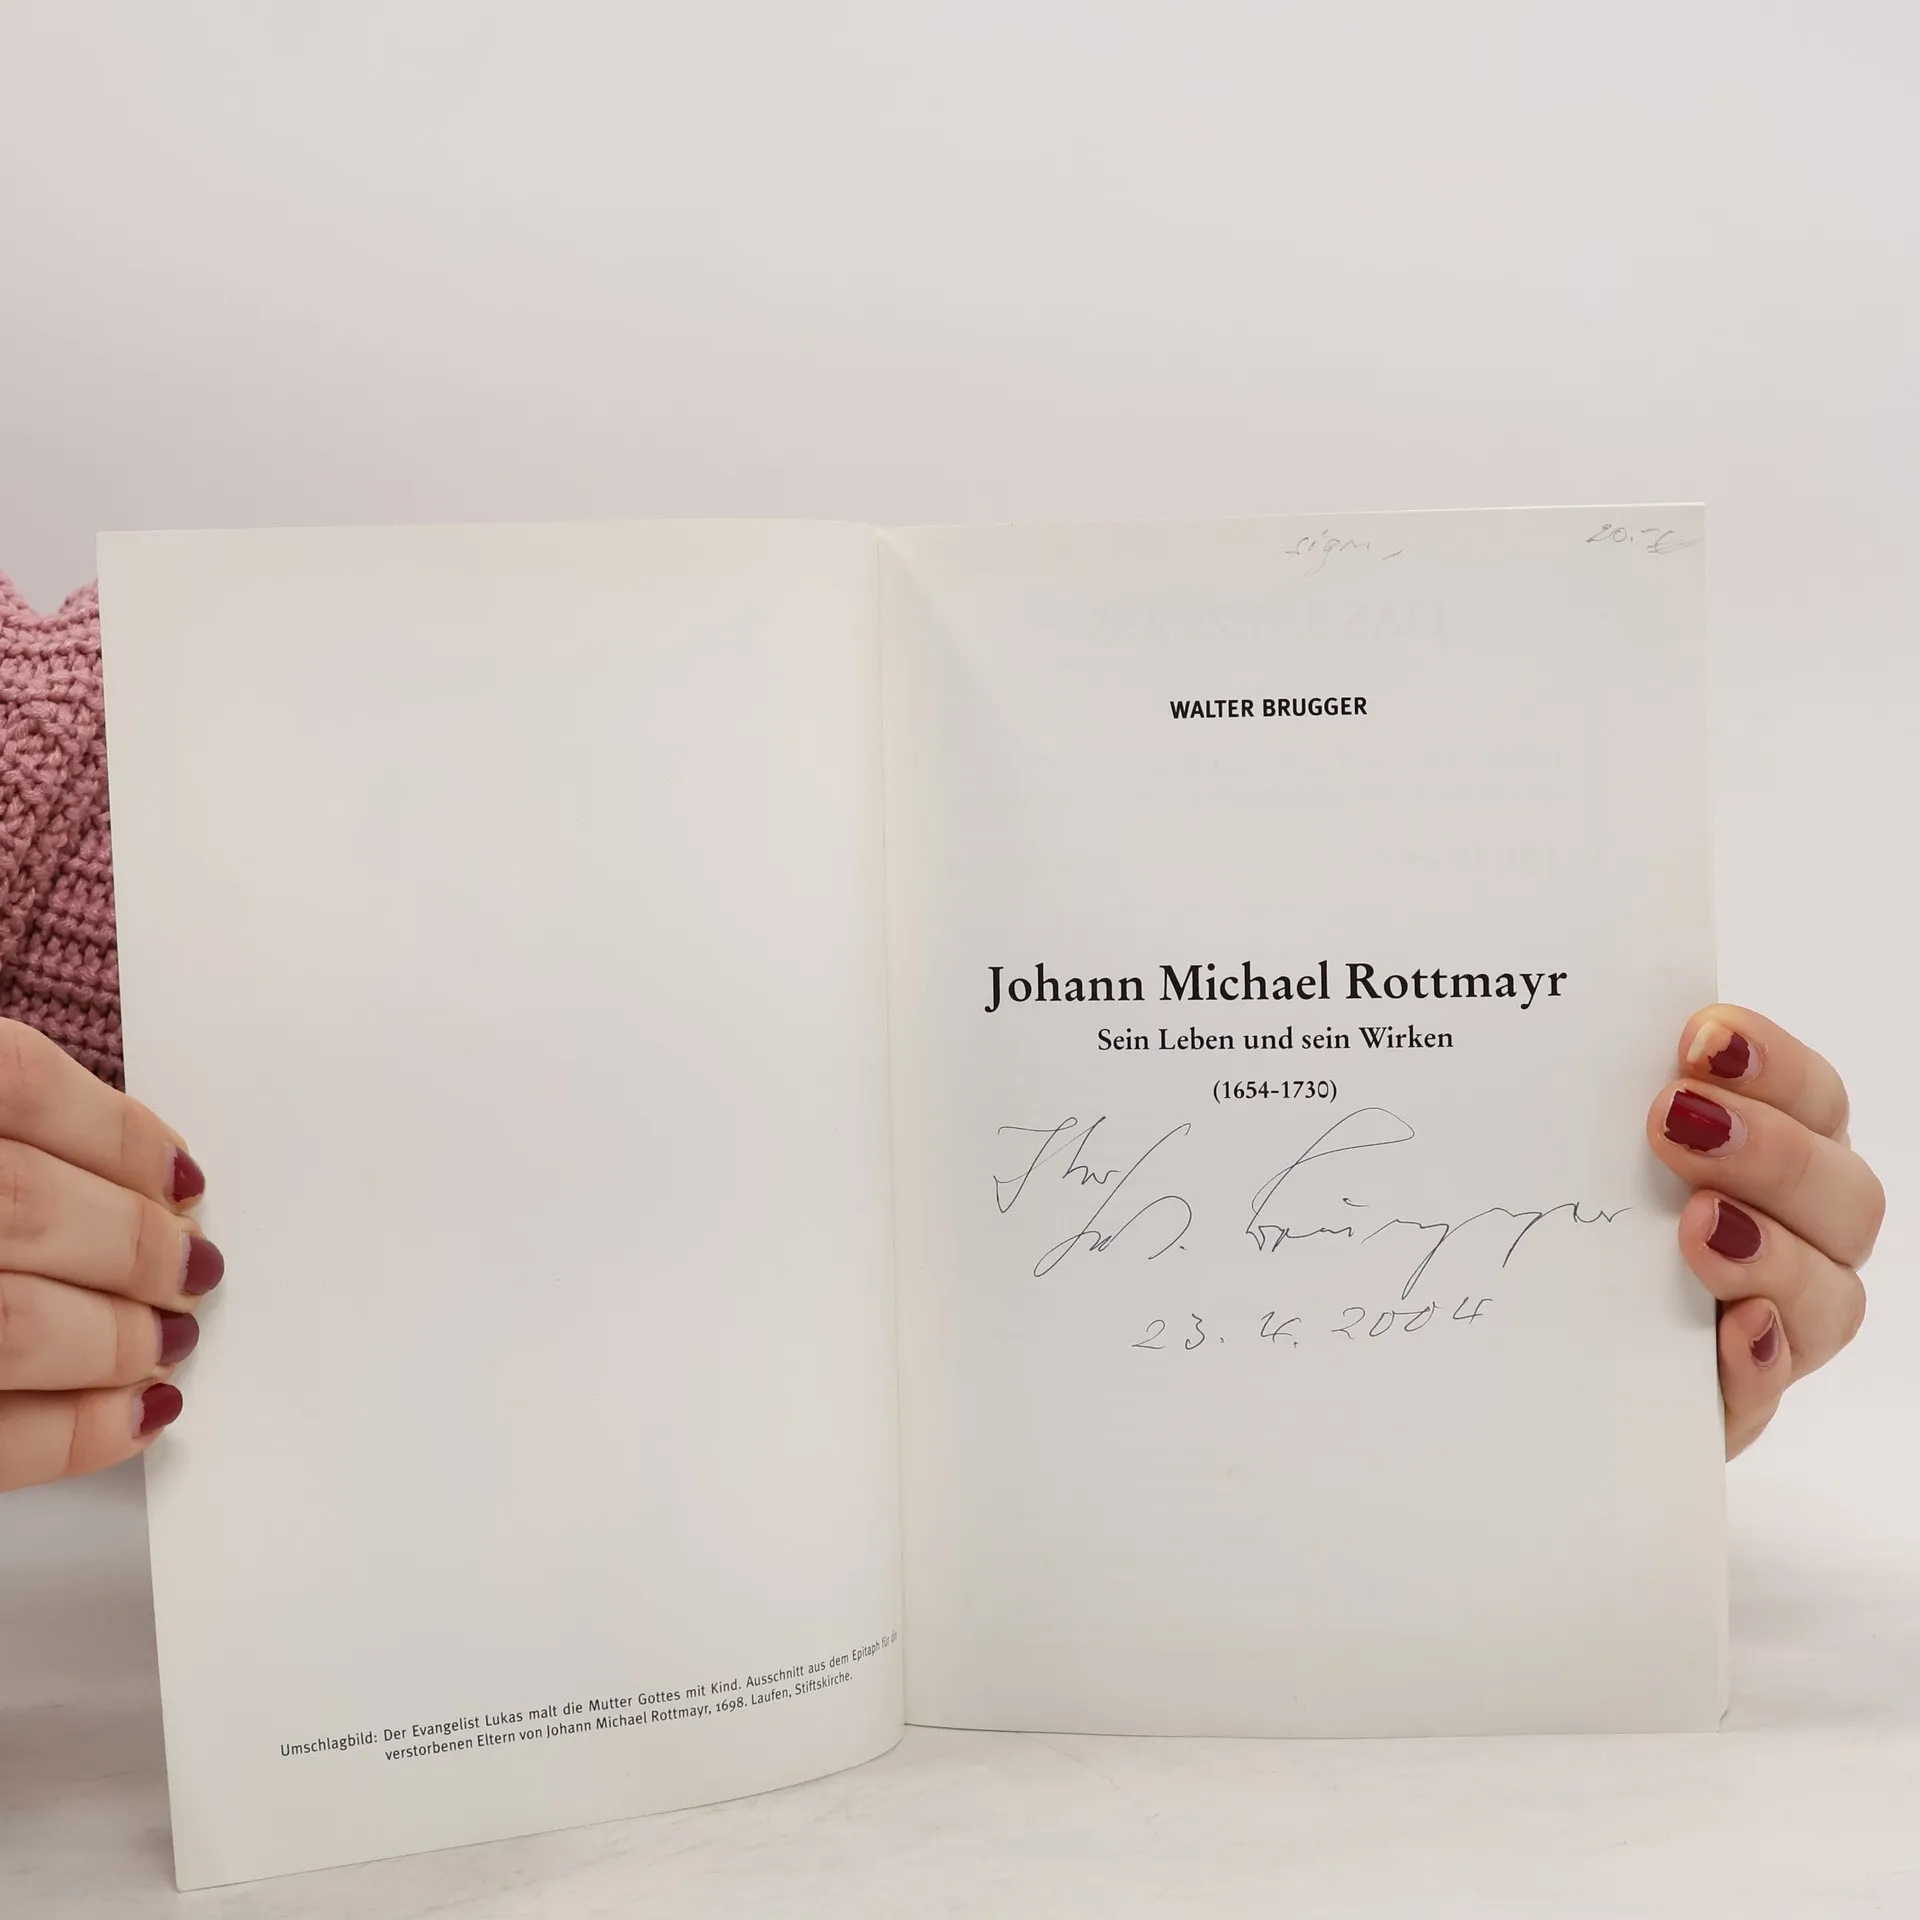 Umschlagbild: Der Evangelist Lukas malt die Mutter Gottes mit Kind. Ausschnitt aus dem Epitaph für die
verstorbenen Eltern von Johann Michael Rottmayr, 1698. Laufen, Stiftskirche.
sign. 20.-€
WALTER BRUGGER
Johann Michael Rottmayr
Sein Leben und sein Wirken
(1654-1730)
Ihr
W. Brugger
23. 4. 2004